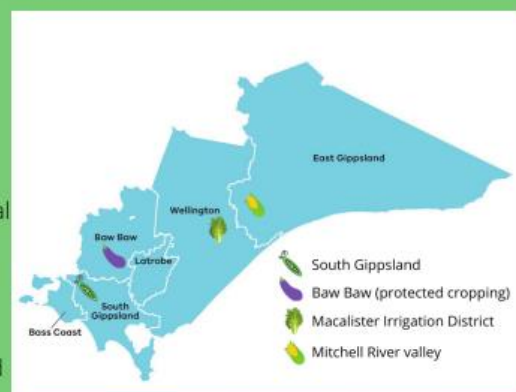 East Gippsland
Wellington
Baw Baw
Latrobe
South
Gippsland
Bass Coast
South Gippsland
Baw Baw (protected cropping)
Macalister Irrigation District
Mitchell River valley